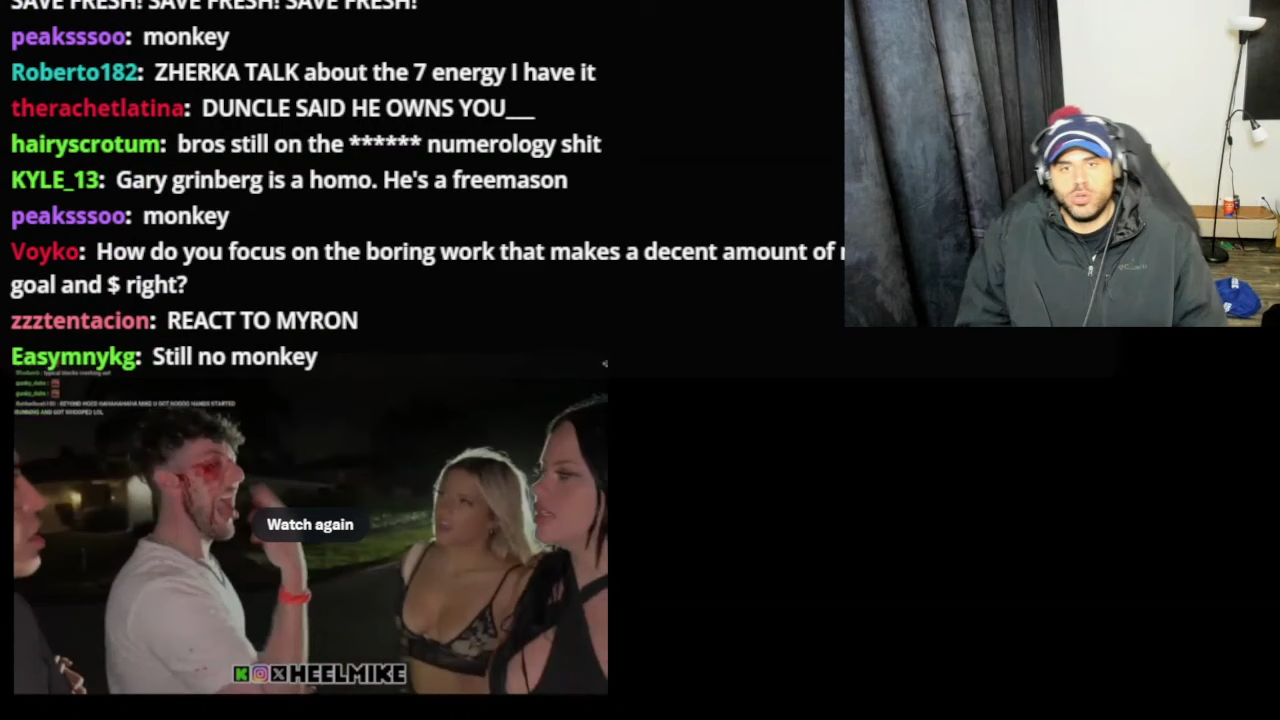 SAVE FRESH! SAVE FRESH! SAVE FRESH!
peaksssoo: monkey
Roberto182: ZHERKA TALK about the 7 energy I have it
therachetlatina: DUNCLE SAID HE OWNS YOU___
hairyscrotum: bros still on the ****** numerology shit
KYLE_13: Gary grinberg is a homo. He's a freemason
peaksssoo: monkey
Voyko: How do you focus on the boring work that makes a decent amount of
goal and $ right?
zzztentacion: REACT TO MYRON
Easymnykg: Still no monkey
Watch again
HEELMIKE